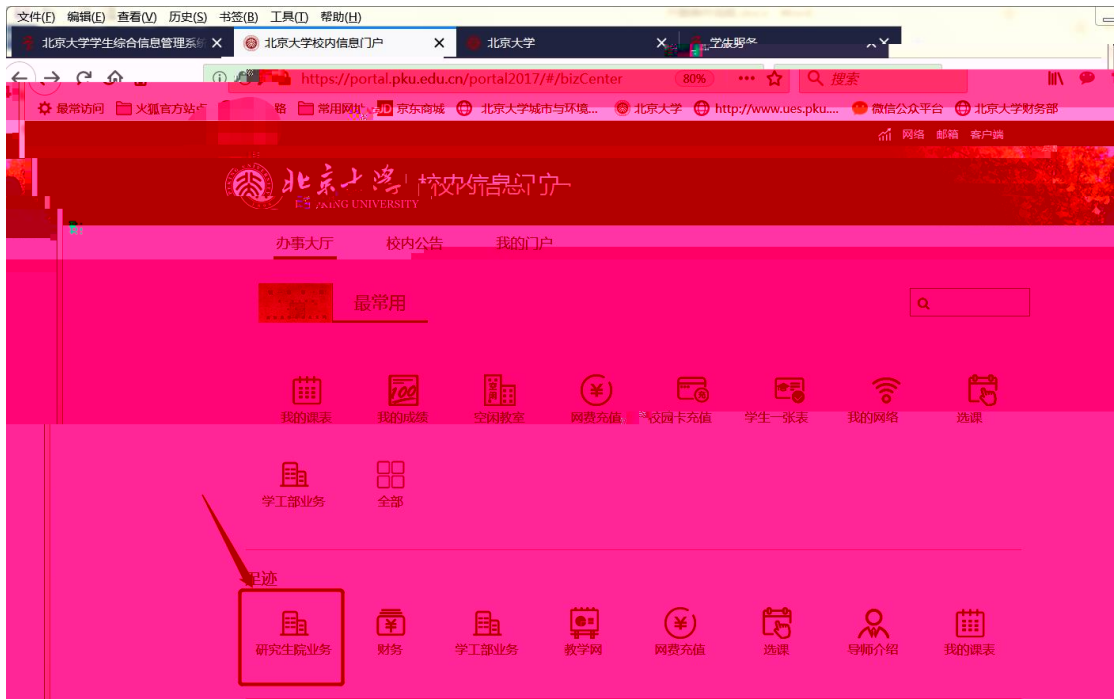 文件(F) 编辑(E) 查看(V) 历史(S) 书签(B) 工具(T) 帮助(H)
北京大学学生综合信息管理系统 北京大学校内信息门户 北京大学
https://portal.pku.edu.cn/portal2017/#/bizCenter 80% 搜索
最常访问 火狐官方站点 常用网址 京东商城 北京大学城市与环境... 北京大学 http://www.ues.pku.... 微信公众平台 北京大学财务部
网络 邮箱 客户端
北京大学 校内信息门户
UNIVERSITY
办事大厅 校内公告 我的门户
最常用
我的课表 我的成绩 空闲教室 网费充值 校园卡充值 学生一张表 我的网络 选课
学工部业务 全部
足迹
研究生院业务 财务 学工部业务 教学网 网费充值 选课 导师介绍 我的课表